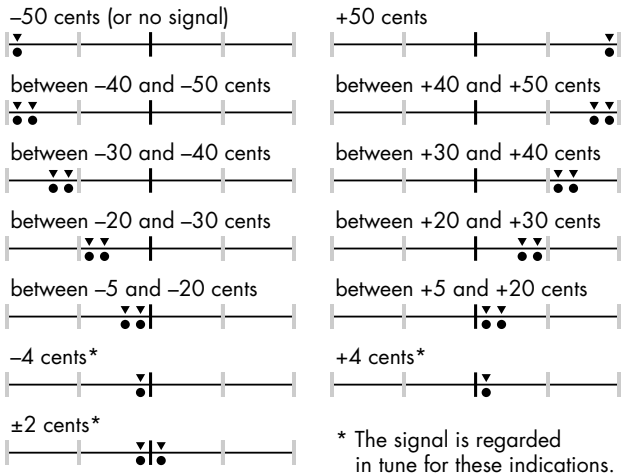 –50 cents (or no signal)
+50 cents
between –40 and –50 cents
between +40 and +50 cents
between –30 and –40 cents
between +30 and +40 cents
between –20 and –30 cents
between +20 and +30 cents
between –5 and –20 cents
between +5 and +20 cents
–4 cents*
+4 cents*
±2 cents*
* The signal is regarded
in tune for these indications.